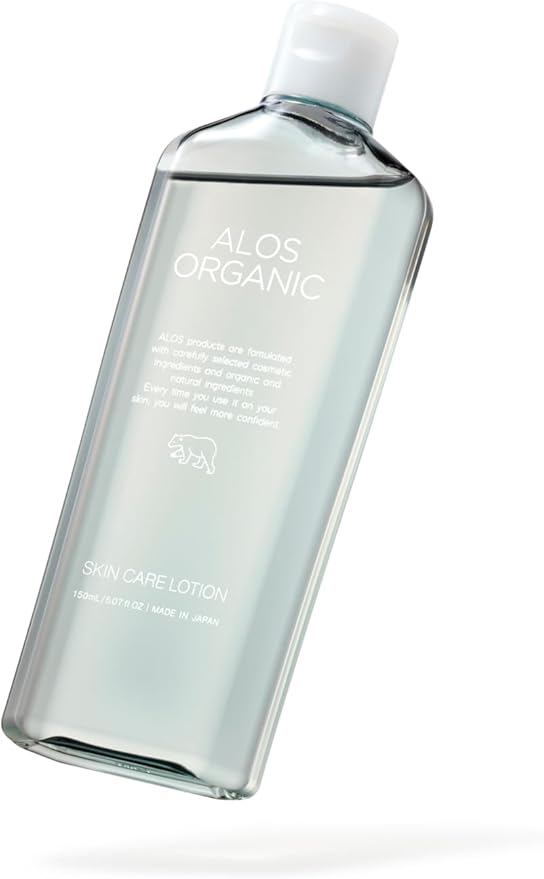 ALOS
ORGANIC
ALOS products are formulated
with carefully selected cosmetic
ingredients and organic and
natural ingredients
Every time you use it on your
skin, you will feel more confident
SKIN CARE LOTION
150mL / 5.07 fl OZ | MADE IN JAPAN